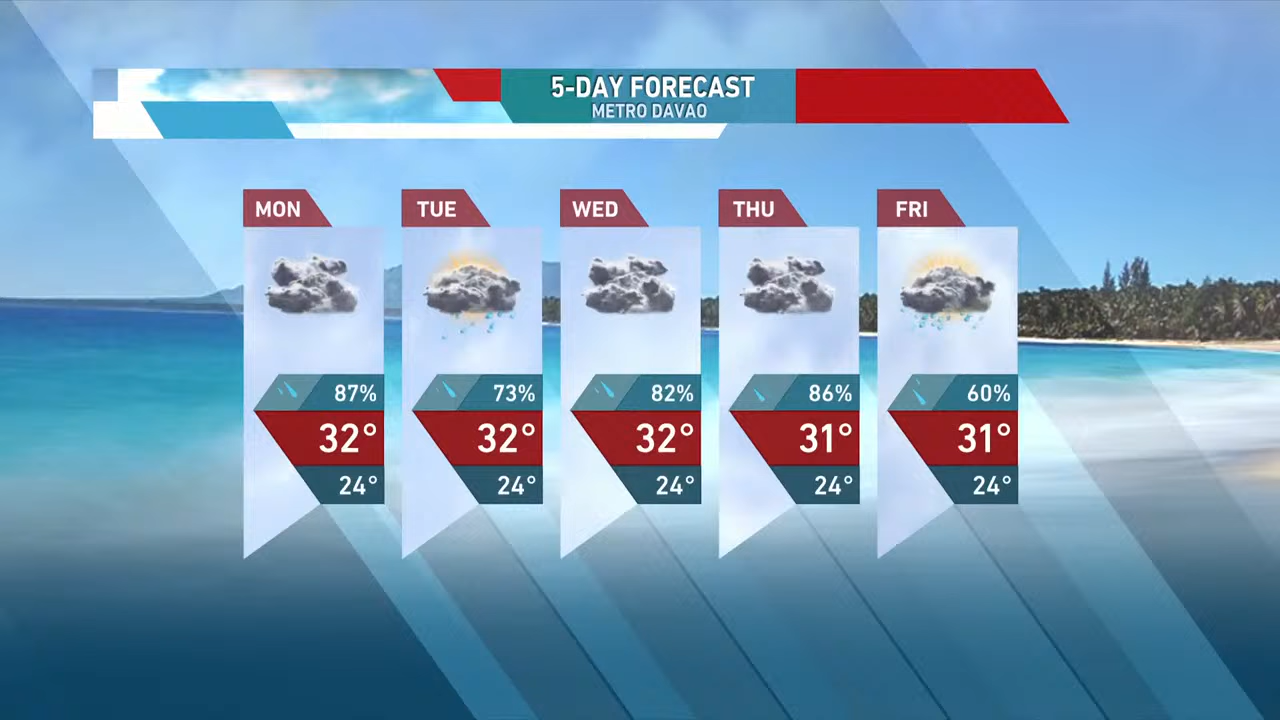 5-DAY FORECAST
METRO DAVAO
MON TUE WED THU FRI
87% 73% 82% 86% 60%
32° 32° 32° 31° 31°
24° 24° 24° 24° 24°